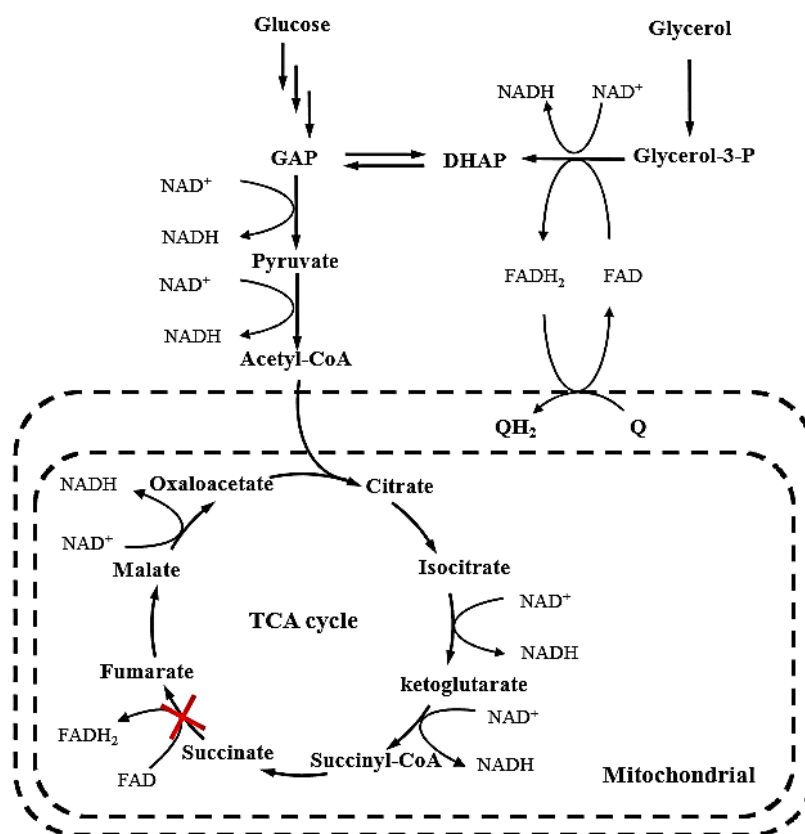 Glucose
Glycerol
NADH
NAD⁺
GAP
DHAP
Glycerol-3-P
NAD⁺
NADH
Pyruvate
FADH₂
FAD
NAD⁺
NADH
Acetyl-CoA
QH₂
Q
NADH
Oxaloacetate
Citrate
NAD⁺
Malate
Isocitrate
NAD⁺
TCA cycle
NADH
Fumarate
ketoglutarate
NAD⁺
FADH₂
Succinate
Succinyl-CoA
NADH
FAD
Mitochondrial